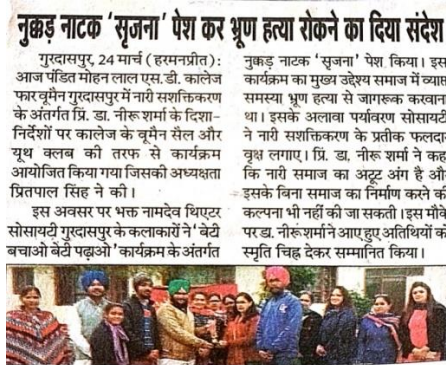 नुक्कड़ नाटक ‘सृजना’ पेश कर भ्रूण हत्या रोकने का दिया संदेश
गुरदासपुर, 24 मार्च (हरमनप्रीत):
आज पंडित मोहन लाल एस.डी. कालेज
फार वूमैन गुरदासपुर में नारी सशक्तिकरण
के अंतर्गत प्रिं. डा. नीरू शर्मा के दिशा-
निर्देशों पर कालेज के वूमैन सैल और
यूथ क्लब की तरफ से कार्यक्रम
आयोजित किया गया जिसकी अध्यक्षता
प्रितपाल सिंह ने की।
इस अवसर पर भक्त नामदेव थिएटर
सोसायटी गुरदासपुर के कलाकारों ने ‘बेटी
बचाओ बेटी पढ़ाओ’ कार्यक्रम के अंतर्गत
नुक्कड़ नाटक ‘सृजना’ पेश किया। इस
कार्यक्रम का मुख्य उद्देश्य समाज में व्याप्त
समस्या भ्रूण हत्या से जागरूक करवाना
था। इसके अलावा पर्यावरण सोसायटी
ने नारी सशक्तिकरण के प्रतीक फलदार
वृक्ष लगाए। प्रिं. डा. नीरू शर्मा ने कहा
कि नारी समाज का अटूट अंग है और
इसके बिना समाज का निर्माण करने की
कल्पना भी नहीं की जा सकती। इस मौके
पर डा. नीरू शर्मा ने आए हुए अतिथियों को
स्मृति चिह्न देकर सम्मानित किया।